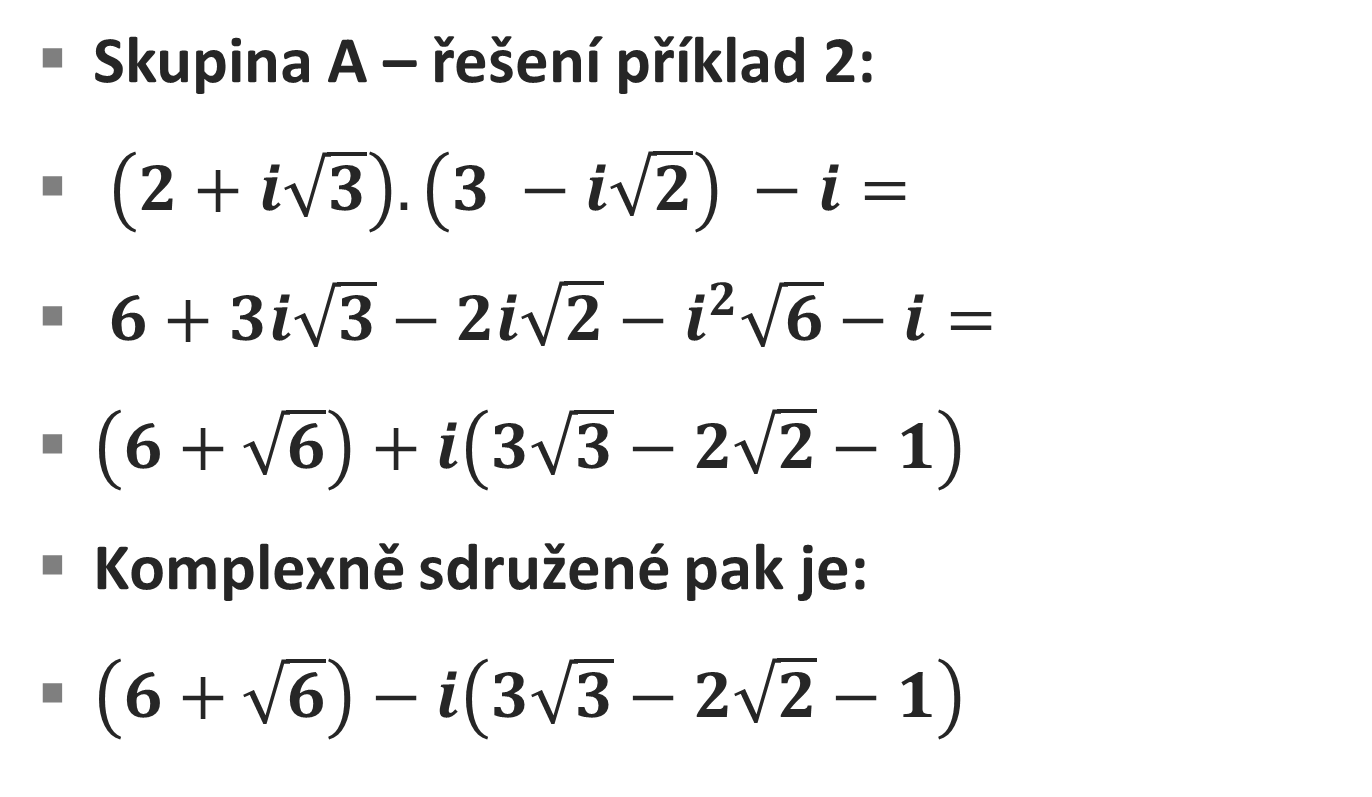 ▪ Skupina A – řešení příklad 2:
▪ (2 + i√3).(3 − i√2) − i =
▪ 6 + 3i√3 − 2i√2 − i²√6 − i =
▪ (6 + √6) + i(3√3 − 2√2 − 1)
▪ Komplexně sdružené pak je:
▪ (6 + √6) − i(3√3 − 2√2 − 1)